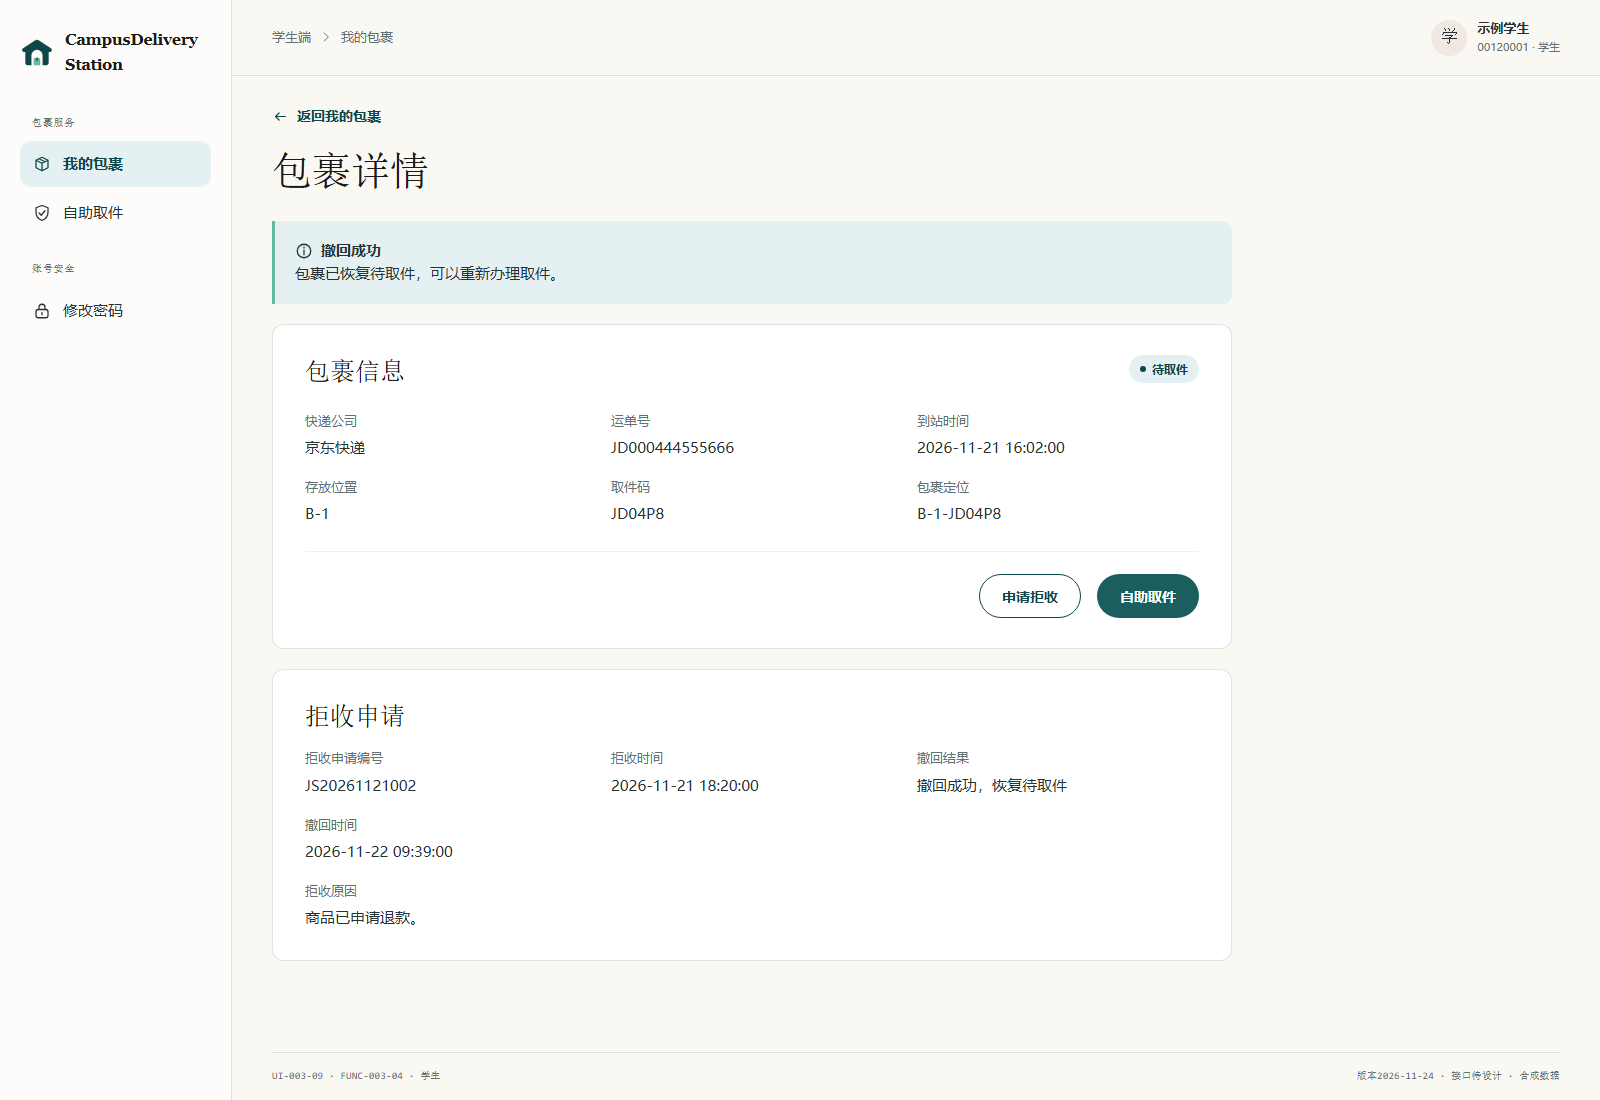 CampusDelivery
Station
包裹服务
我的包裹
自助取件
账号安全
修改密码
学生端 > 我的包裹
学
示例学生
00120001 · 学生
← 返回我的包裹
包裹详情
撤回成功
包裹已恢复待取件，可以重新办理取件。
包裹信息
待取件
快递公司 运单号 到站时间
京东快递 JD000444555666 2026-11-21 16:02:00
存放位置 取件码 包裹定位
B-1 JD04P8 B-1-JD04P8
申请拒收 自助取件
拒收申请
拒收申请编号 拒收时间 撤回结果
JS20261121002 2026-11-21 18:20:00 撤回成功，恢复待取件
撤回时间
2026-11-22 09:39:00
拒收原因
商品已申请退款。
UI-003-09 · FUNC-003-04 · 学生
版本2026-11-24 · 接口待设计 · 合成数据